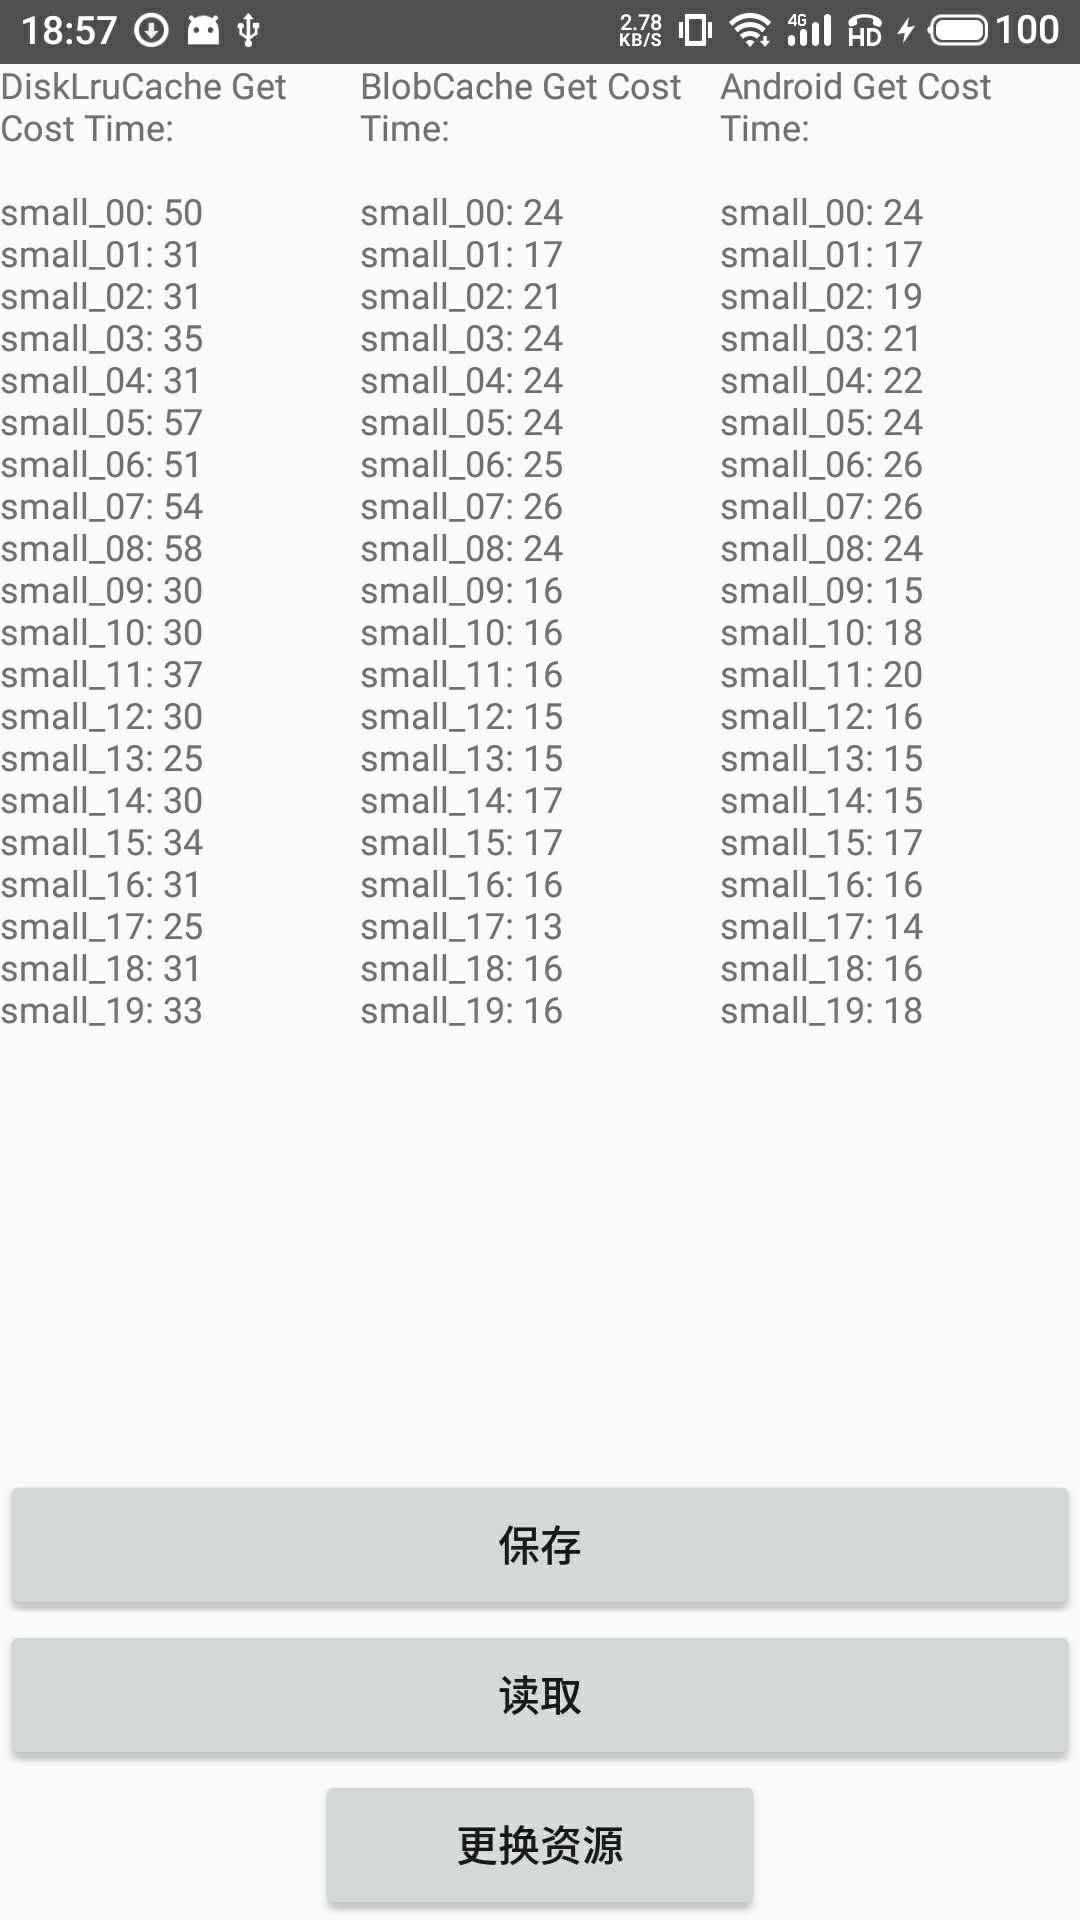 18:57 2.78 KB/S 4G HD 100
DiskLruCache Get
Cost Time:
small_00: 50
small_01: 31
small_02: 31
small_03: 35
small_04: 31
small_05: 57
small_06: 51
small_07: 54
small_08: 58
small_09: 30
small_10: 30
small_11: 37
small_12: 30
small_13: 25
small_14: 30
small_15: 34
small_16: 31
small_17: 25
small_18: 31
small_19: 33
BlobCache Get Cost
Time:
small_00: 24
small_01: 17
small_02: 21
small_03: 24
small_04: 24
small_05: 24
small_06: 25
small_07: 26
small_08: 24
small_09: 16
small_10: 16
small_11: 16
small_12: 15
small_13: 15
small_14: 17
small_15: 17
small_16: 16
small_17: 13
small_18: 16
small_19: 16
Android Get Cost
Time:
small_00: 24
small_01: 17
small_02: 19
small_03: 21
small_04: 22
small_05: 24
small_06: 26
small_07: 26
small_08: 24
small_09: 15
small_10: 18
small_11: 20
small_12: 16
small_13: 15
small_14: 15
small_15: 17
small_16: 16
small_17: 14
small_18: 16
small_19: 18
保存
读取
更换资源